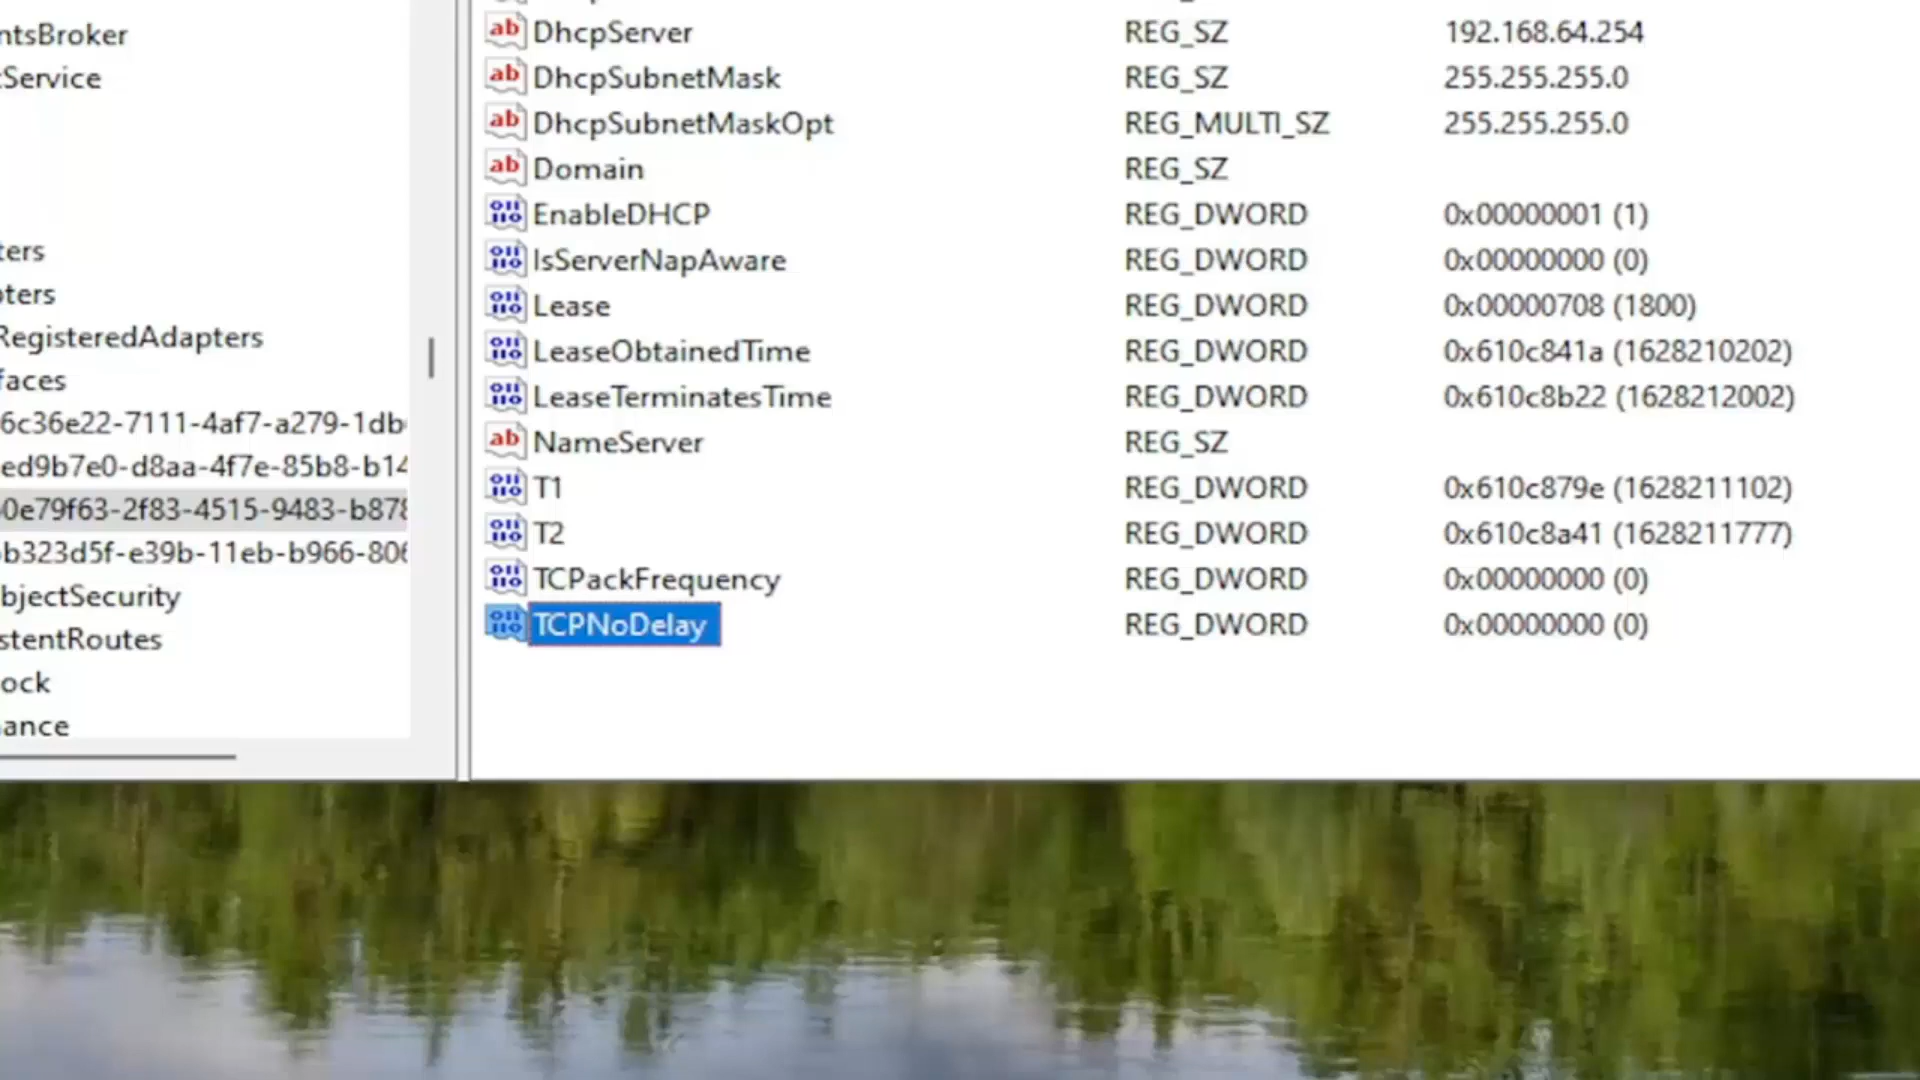 ntsBroker
Service
ters
pters
RegisteredAdapters
faces
6c36e22-7111-4af7-a279-1db
ed9b7e0-d8aa-4f7e-85b8-b14
0e79f63-2f83-4515-9483-b878
b323d5f-e39b-11eb-b966-806
bjectSecurity
stentRoutes
ock
ance
DhcpServer REG_SZ 192.168.64.254
DhcpSubnetMask REG_SZ 255.255.255.0
DhcpSubnetMaskOpt REG_MULTI_SZ 255.255.255.0
Domain REG_SZ
EnableDHCP REG_DWORD 0x00000001 (1)
IsServerNapAware REG_DWORD 0x00000000 (0)
Lease REG_DWORD 0x00000708 (1800)
LeaseObtainedTime REG_DWORD 0x610c841a (1628210202)
LeaseTerminatesTime REG_DWORD 0x610c8b22 (1628212002)
NameServer REG_SZ
T1 REG_DWORD 0x610c879e (1628211102)
T2 REG_DWORD 0x610c8a41 (1628211777)
TCPackFrequency REG_DWORD 0x00000000 (0)
TCPNoDelay REG_DWORD 0x00000000 (0)